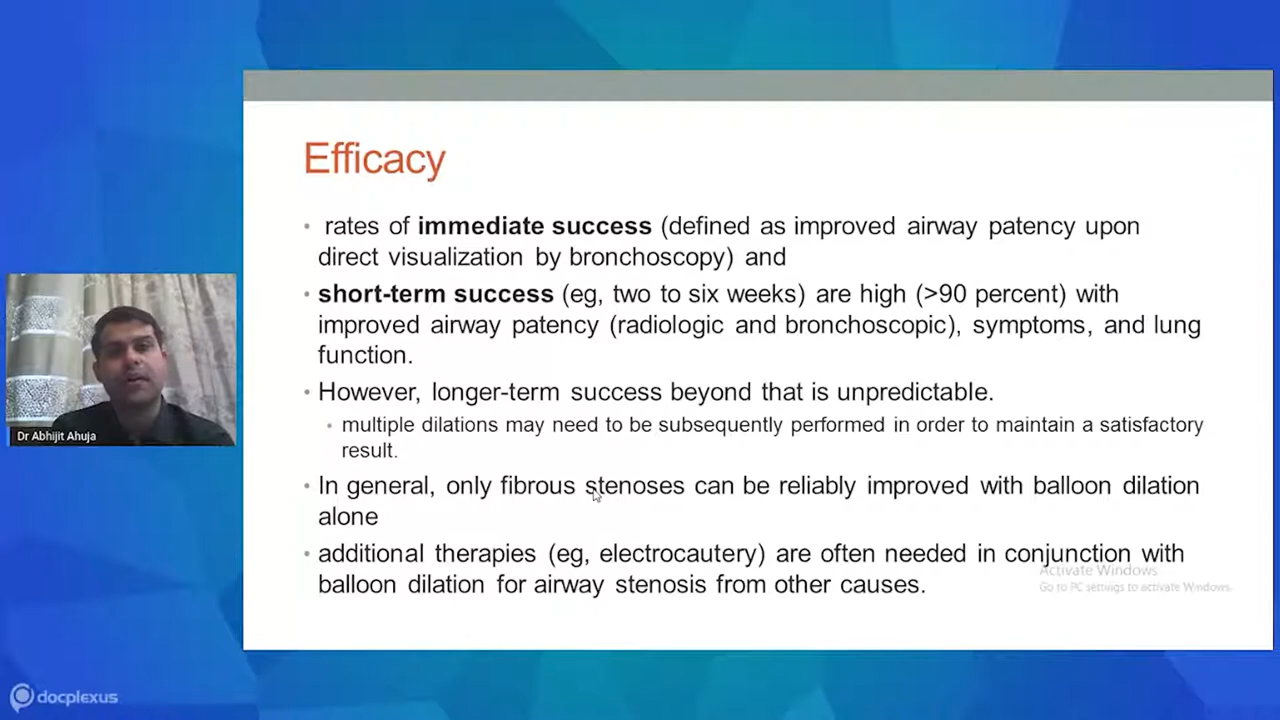 Efficacy
• rates of immediate success (defined as improved airway patency upon
direct visualization by bronchoscopy) and
• short-term success (eg, two to six weeks) are high (>90 percent) with
improved airway patency (radiologic and bronchoscopic), symptoms, and lung
function.
• However, longer-term success beyond that is unpredictable.
• multiple dilations may need to be subsequently performed in order to maintain a satisfactory
result.
• In general, only fibrous stenoses can be reliably improved with balloon dilation
alone
• additional therapies (eg, electrocautery) are often needed in conjunction with
balloon dilation for airway stenosis from other causes.
Activate Windows
Go to PC settings to activate Windows.
Dr Abhijit Ahuja
docplexus